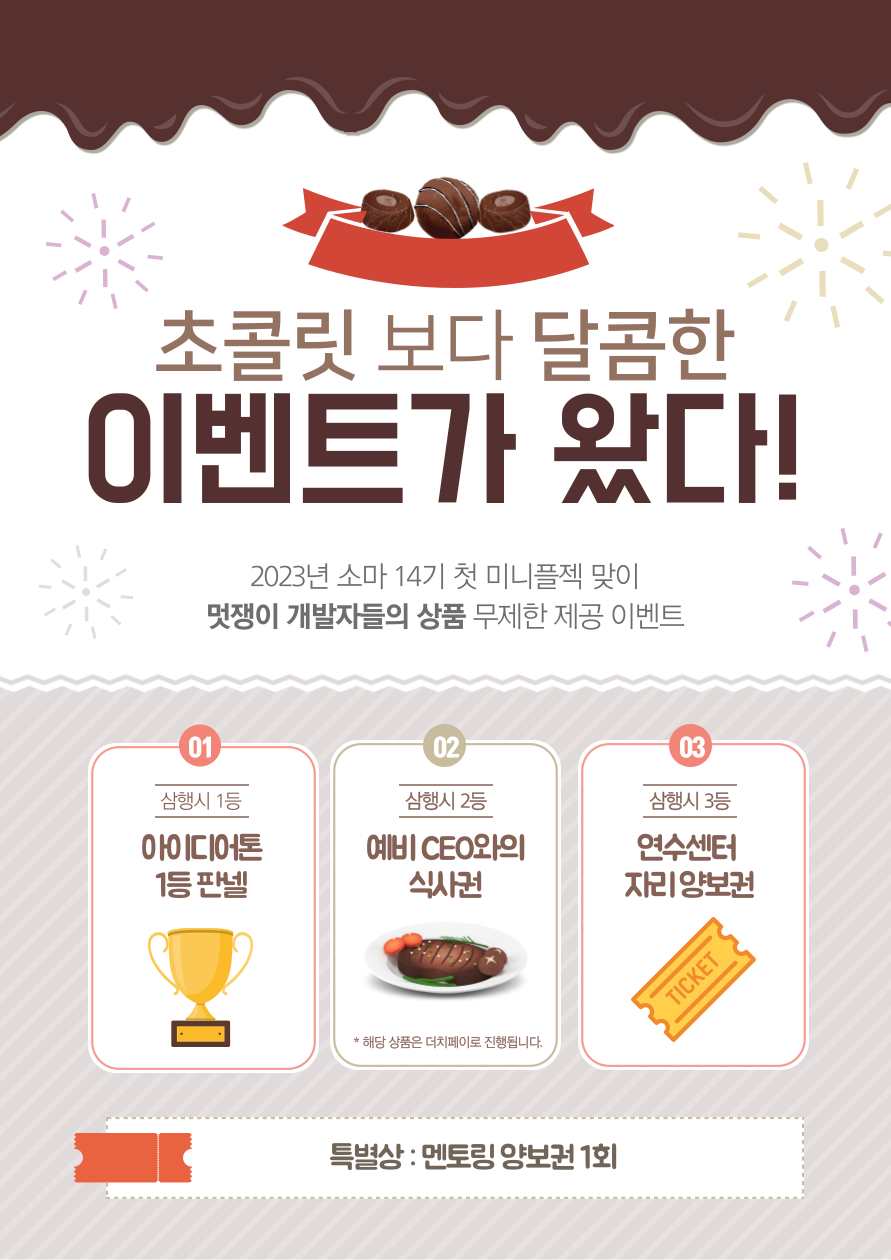 초콜릿 보다 달콤한
이벤트가 왔다!
2023년 소마 14기 첫 미니플젝 맞이
멋쟁이 개발자들의 상품 무제한 제공 이벤트
01
삼행시 1등
아이디어톤
1등 판넬
02
삼행시 2등
예비 CEO와의
식사권
* 해당 상품은 더치페이로 진행됩니다.
03
삼행시 3등
연수센터
자리 양보권
TICKET
특별상 : 멘토링 양보권 1회